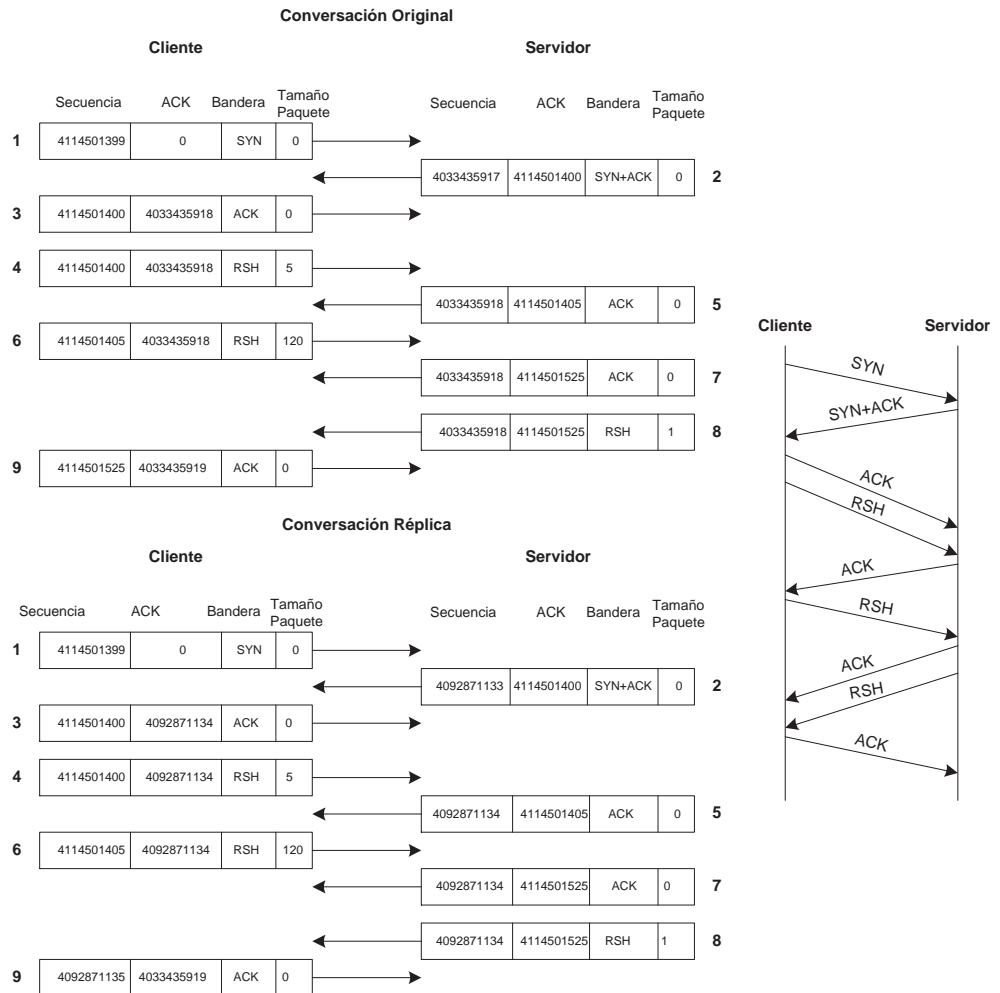 Conversación Original
Cliente Servidor
Secuencia ACK Bandera Tamaño Paquete Secuencia ACK Bandera Tamaño Paquete
1 4114501399 0 SYN 0
4033435917 4114501400 SYN+ACK 0 2
3 4114501400 4033435918 ACK 0
4 4114501400 4033435918 RSH 5
4033435918 4114501405 ACK 0 5
6 4114501405 4033435918 RSH 120
4033435918 4114501525 ACK 0 7
4033435918 4114501525 RSH 1 8
9 4114501525 4033435919 ACK 0
Conversación Réplica
Cliente Servidor
Secuencia ACK Bandera Tamaño Paquete Secuencia ACK Bandera Tamaño Paquete
1 4114501399 0 SYN 0
4092871133 4114501400 SYN+ACK 0 2
3 4114501400 4092871134 ACK 0
4 4114501400 4092871134 RSH 5
4092871134 4114501405 ACK 0 5
6 4114501405 4092871134 RSH 120
4092871134 4114501525 ACK 0 7
4092871134 4114501525 RSH 1 8
9 4092871135 4033435919 ACK 0
Cliente Servidor
SYN
SYN+ACK
ACK
RSH
ACK
RSH
ACK
RSH
ACK